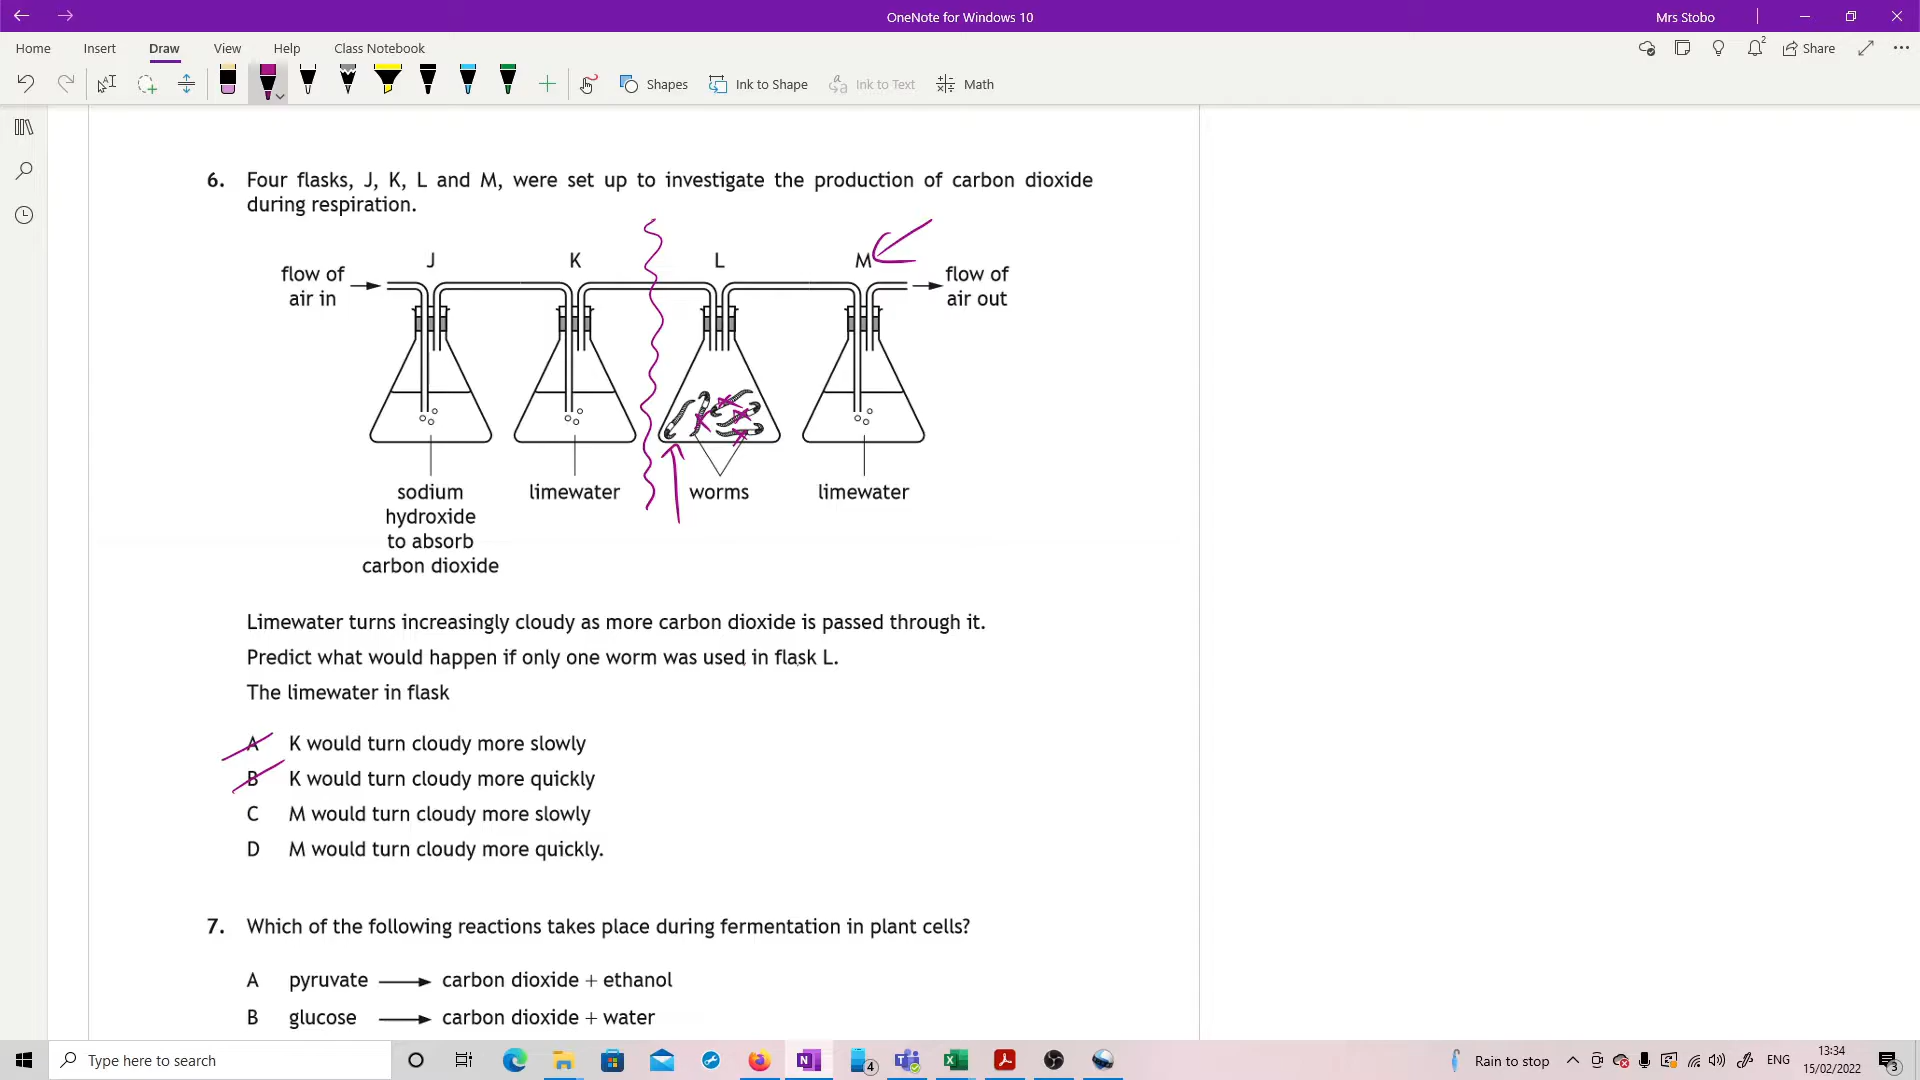 OneNote for Windows 10
Mrs Stobo
Home Insert Draw View Help Class Notebook
Share
Shapes Ink to Shape Ink to Text Math
6. Four flasks, J, K, L and M, were set up to investigate the production of carbon dioxide
during respiration.
J K L M
flow of
air in
flow of
air out
sodium
hydroxide
to absorb
carbon dioxide
limewater
worms
limewater
Limewater turns increasingly cloudy as more carbon dioxide is passed through it.
Predict what would happen if only one worm was used in flask L.
The limewater in flask
A K would turn cloudy more slowly
B K would turn cloudy more quickly
C M would turn cloudy more slowly
D M would turn cloudy more quickly.
7. Which of the following reactions takes place during fermentation in plant cells?
A pyruvate ⟶ carbon dioxide + ethanol
B glucose ⟶ carbon dioxide + water
Type here to search
4
Rain to stop
ENG
13:34
15/02/2022
3
2